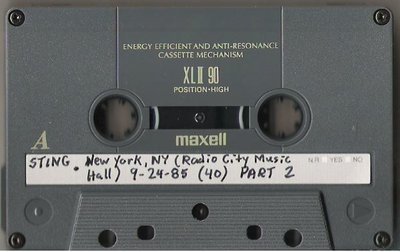 ENERGY EFFICIENT AND ANTI-RESONANCE
CASSETTE MECHANISM
XLII 90
POSITION·HIGH
maxell
A
STING. New York, NY (Radio City Music
N.R YES NO
Hall) 9-24-85 (40) PART 2